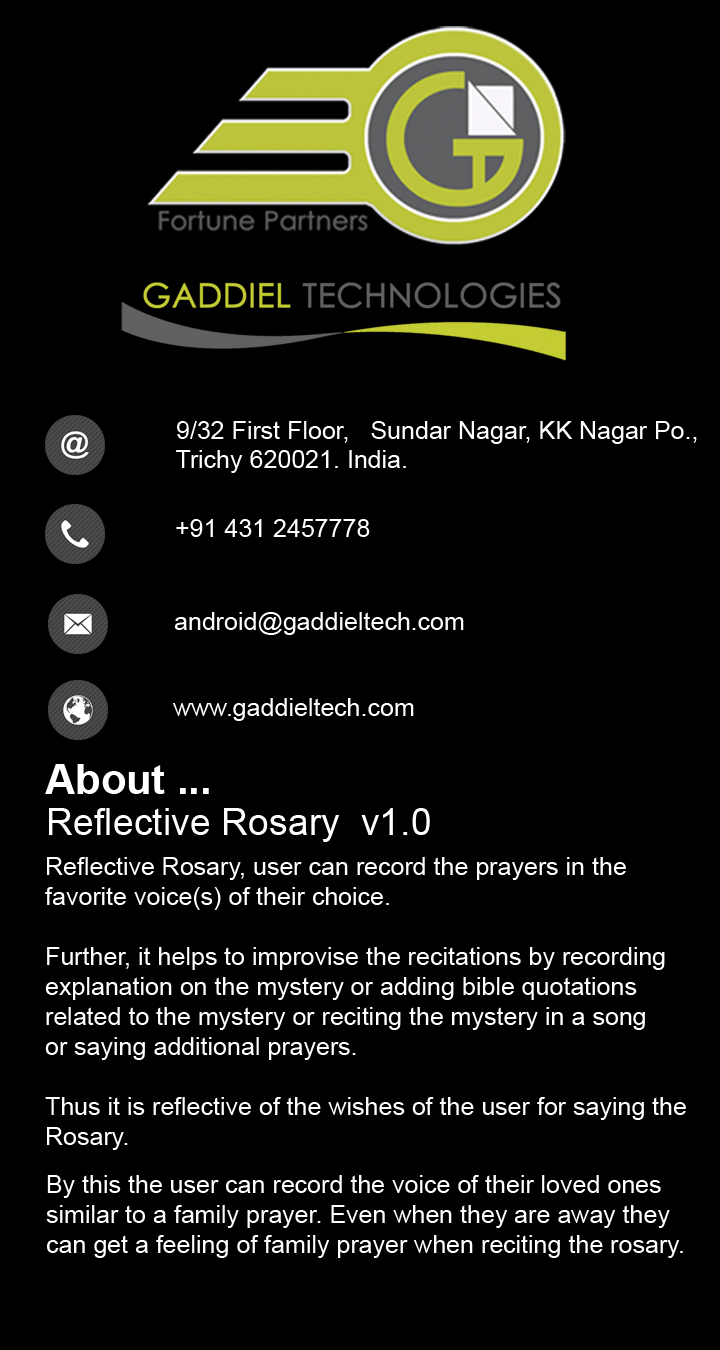 Fortune Partners
GADDIEL TECHNOLOGIES
9/32 First Floor,   Sundar Nagar, KK Nagar Po.,
Trichy 620021. India.
+91 431 2457778
android@gaddieltech.com
www.gaddieltech.com
About ...
Reflective Rosary  v1.0
Reflective Rosary, user can record the prayers in the
favorite voice(s) of their choice.
Further, it helps to improvise the recitations by recording
explanation on the mystery or adding bible quotations
related to the mystery or reciting the mystery in a song
or saying additional prayers.
Thus it is reflective of the wishes of the user for saying the
Rosary.
By this the user can record the voice of their loved ones
similar to a family prayer. Even when they are away they
can get a feeling of family prayer when reciting the rosary.